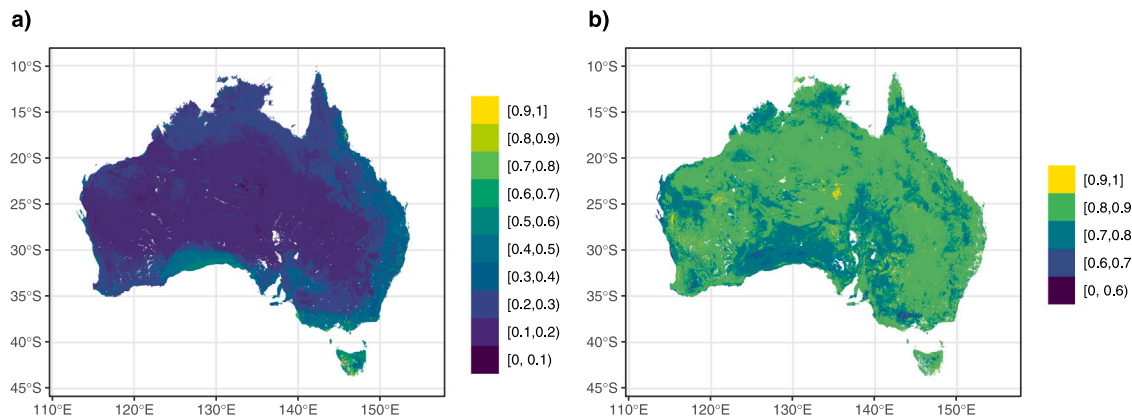 a)
10°S
15°S
20°S
25°S
30°S
35°S
40°S
45°S
110°E
120°E
130°E
140°E
150°E
[0.9,1]
[0.8,0.9)
[0.7,0.8)
[0.6,0.7)
[0.5,0.6)
[0.4,0.5)
[0.3,0.4)
[0.2,0.3)
[0.1,0.2)
[0, 0.1)
b)
10°S
15°S
20°S
25°S
30°S
35°S
40°S
45°S
110°E
120°E
130°E
140°E
150°E
[0.9,1]
[0.8,0.9
[0.7,0.8
[0.6,0.7
[0, 0.6)